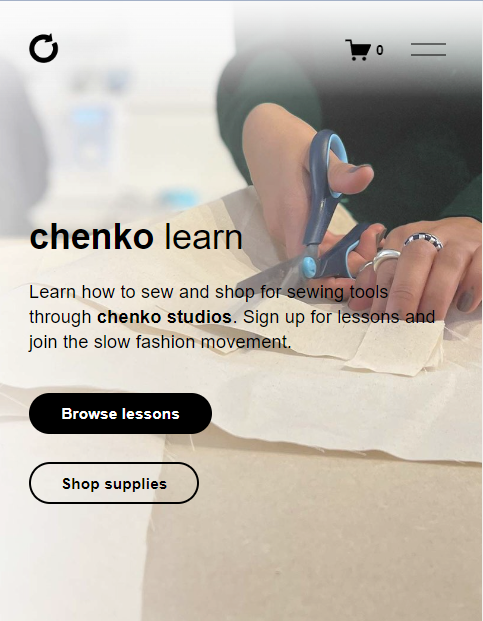 0
chenko learn
Learn how to sew and shop for sewing tools
through chenko studios. Sign up for lessons and
join the slow fashion movement.
Browse lessons
Shop supplies